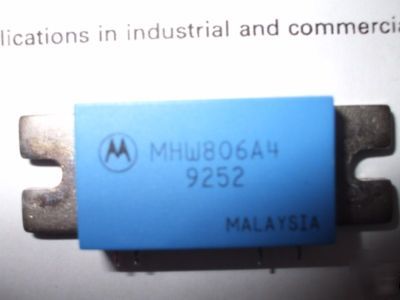 lications in industrial and commercia
MHW806A4
9252
MALAYSIA